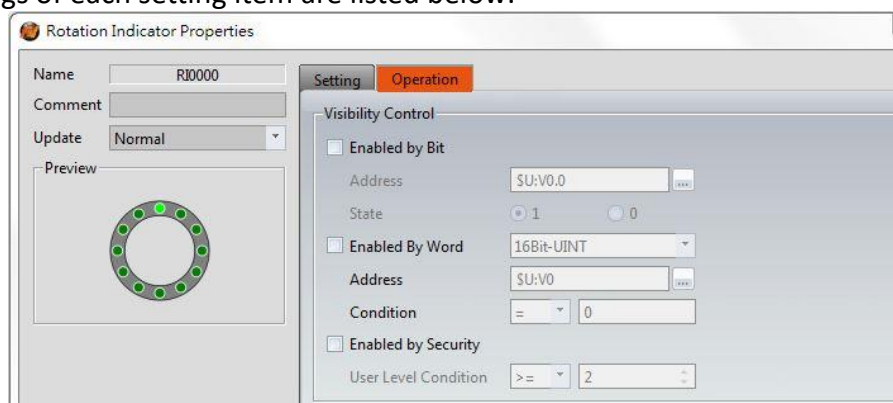 gs of each setting item are listed below:
Rotation Indicator Properties
Name RI0000
Comment
Update Normal
Preview
Setting Operation
Visibility Control
Enabled by Bit
Address $U:V0.0 ...
State 1 0
Enabled By Word 16Bit-UINT
Address $U:V0 ...
Condition = 0
Enabled by Security
User Level Condition >= 2